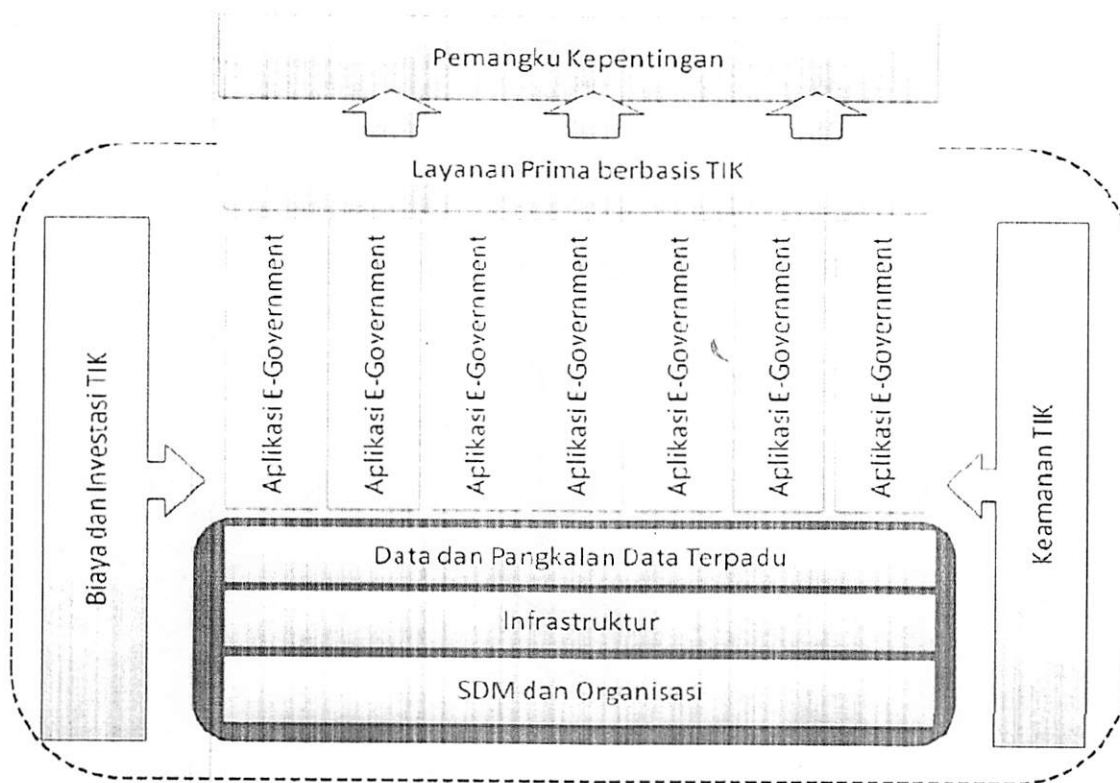 Pemangku Kepentingan
Layanan Prima berbasis TIK
Biaya dan Investasi TIK
Aplikasi E-Government
Aplikasi E-Government
Aplikasi E-Government
Aplikasi E-Government
Aplikasi E-Government
Aplikasi E-Government
Aplikasi E-Government
Keamanan TIK
Data dan Pangkalan Data Terpadu
Infrastruktur
SDM dan Organisasi